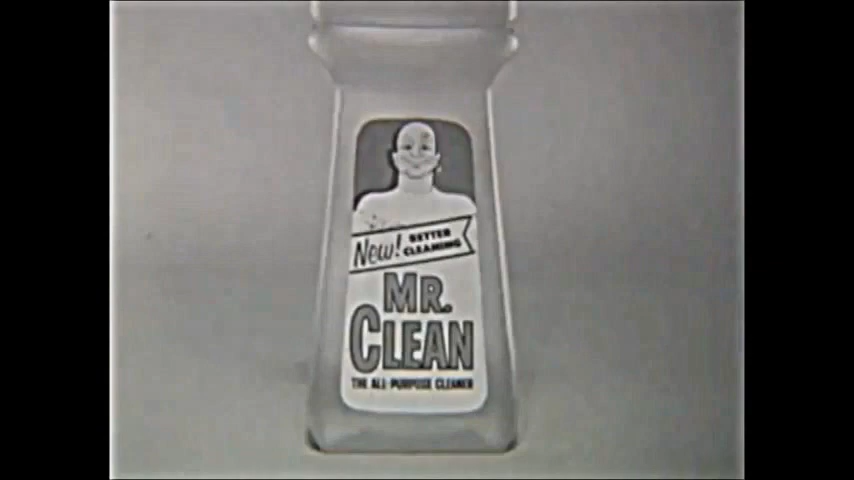 New! BETTER
CLEANING
MR.
CLEAN
THE ALL-PURPOSE CLEANER